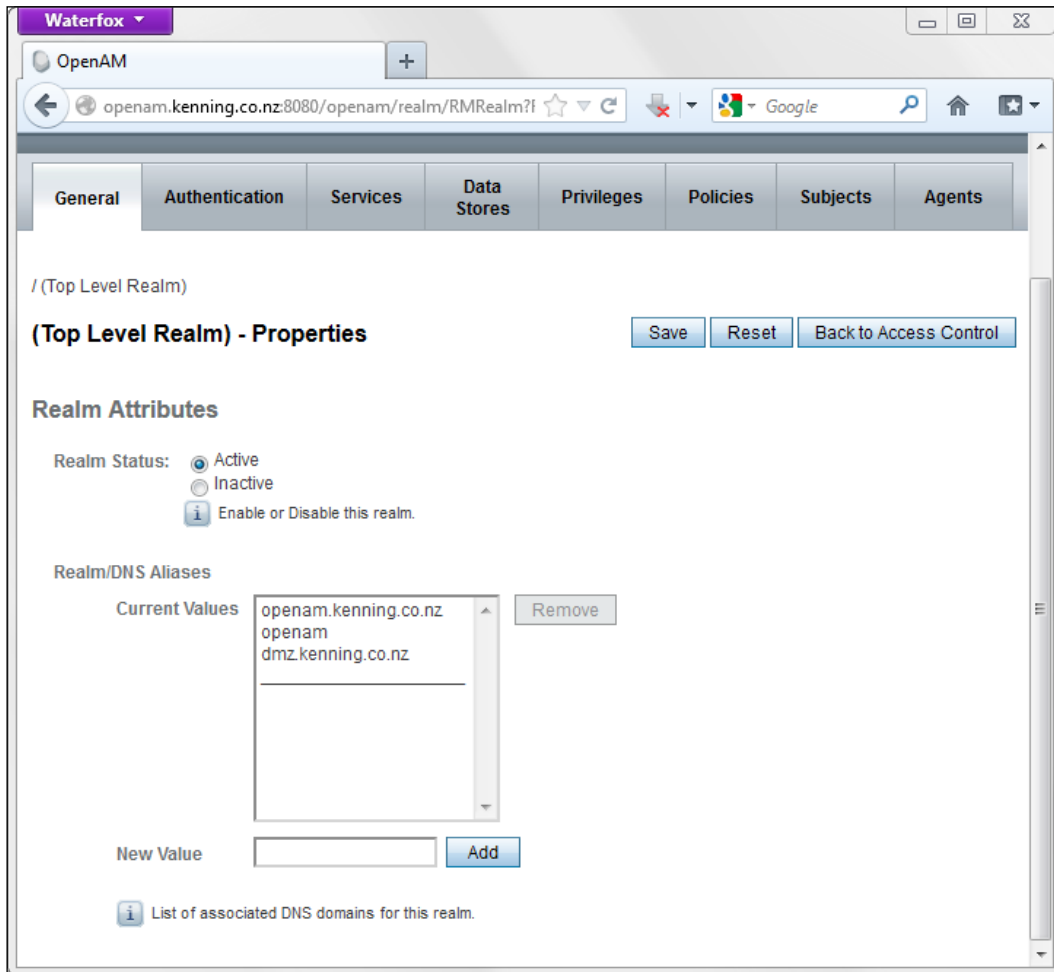 Waterfox
OpenAM
openam.kenning.co.nz:8080/openam/realm/RMRealm?
Google
General
Authentication
Services
Data
Stores
Privileges
Policies
Subjects
Agents
/ (Top Level Realm)
(Top Level Realm) - Properties
Save
Reset
Back to Access Control
Realm Attributes
Realm Status:
Active
Inactive
i
Enable or Disable this realm.
Realm/DNS Aliases
Current Values
openam.kenning.co.nz
openam
dmz.kenning.co.nz
Remove
New Value
Add
i
List of associated DNS domains for this realm.